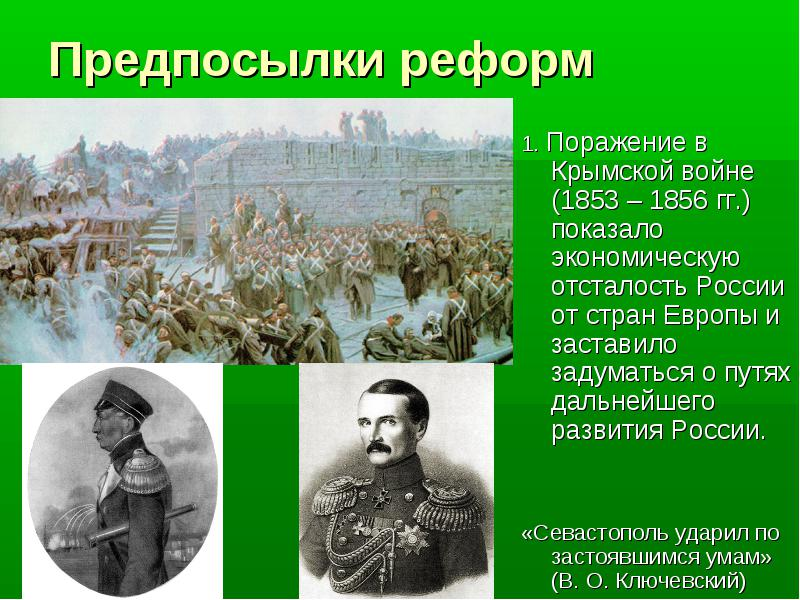 Предпосылки реформ
1. Поражение в
Крымской войне
(1853 – 1856 гг.)
показало
экономическую
отсталость России
от стран Европы и
заставило
задуматься о путях
дальнейшего
развития России.
«Севастополь ударил по
застоявшимся умам»
(В. О. Ключевский)